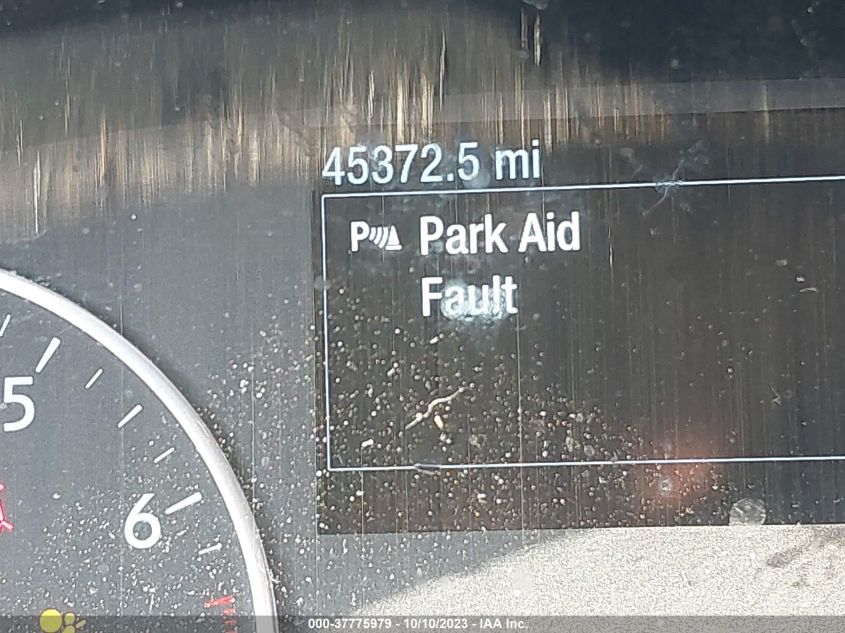 45372.5 mi
P Park Aid
Fault
5
6
000-37775979 - 10/10/2023 - IAA Inc.